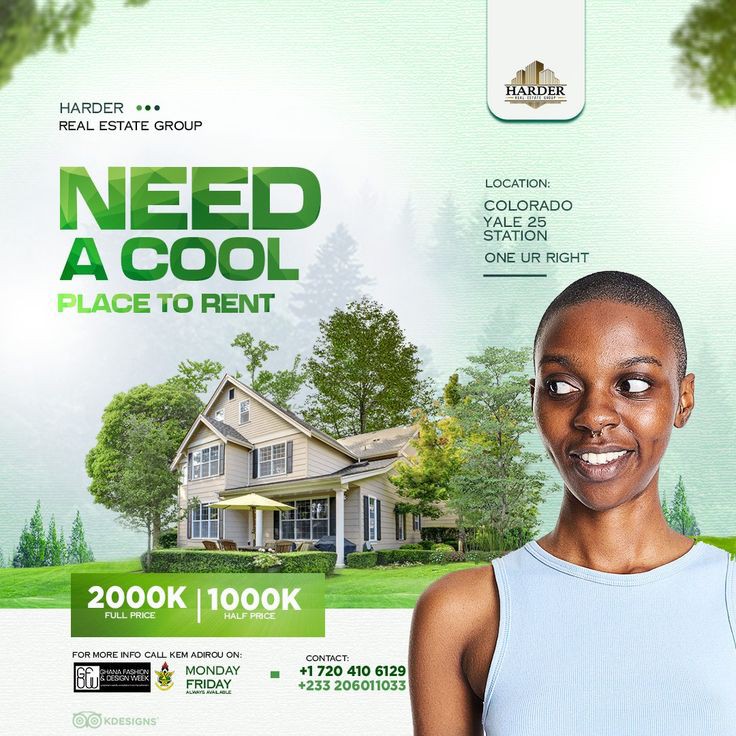 HARDER
REAL ESTATE GROUP
HARDER
REAL ESTATE GROUP
NEED
A COOL
PLACE TO RENT
LOCATION:
COLORADO
YALE 25
STATION
ONE UR RIGHT
2000K
FULL PRICE
1000K
HALF PRICE
FOR MORE INFO CALL KEM ADIROU ON:
GHANA FASHION
& DESIGN WEEK
MONDAY
FRIDAY
ALWAYS AVAILABLE
CONTACT:
+1 720 410 6129
+233 206011033
KDESIGNS